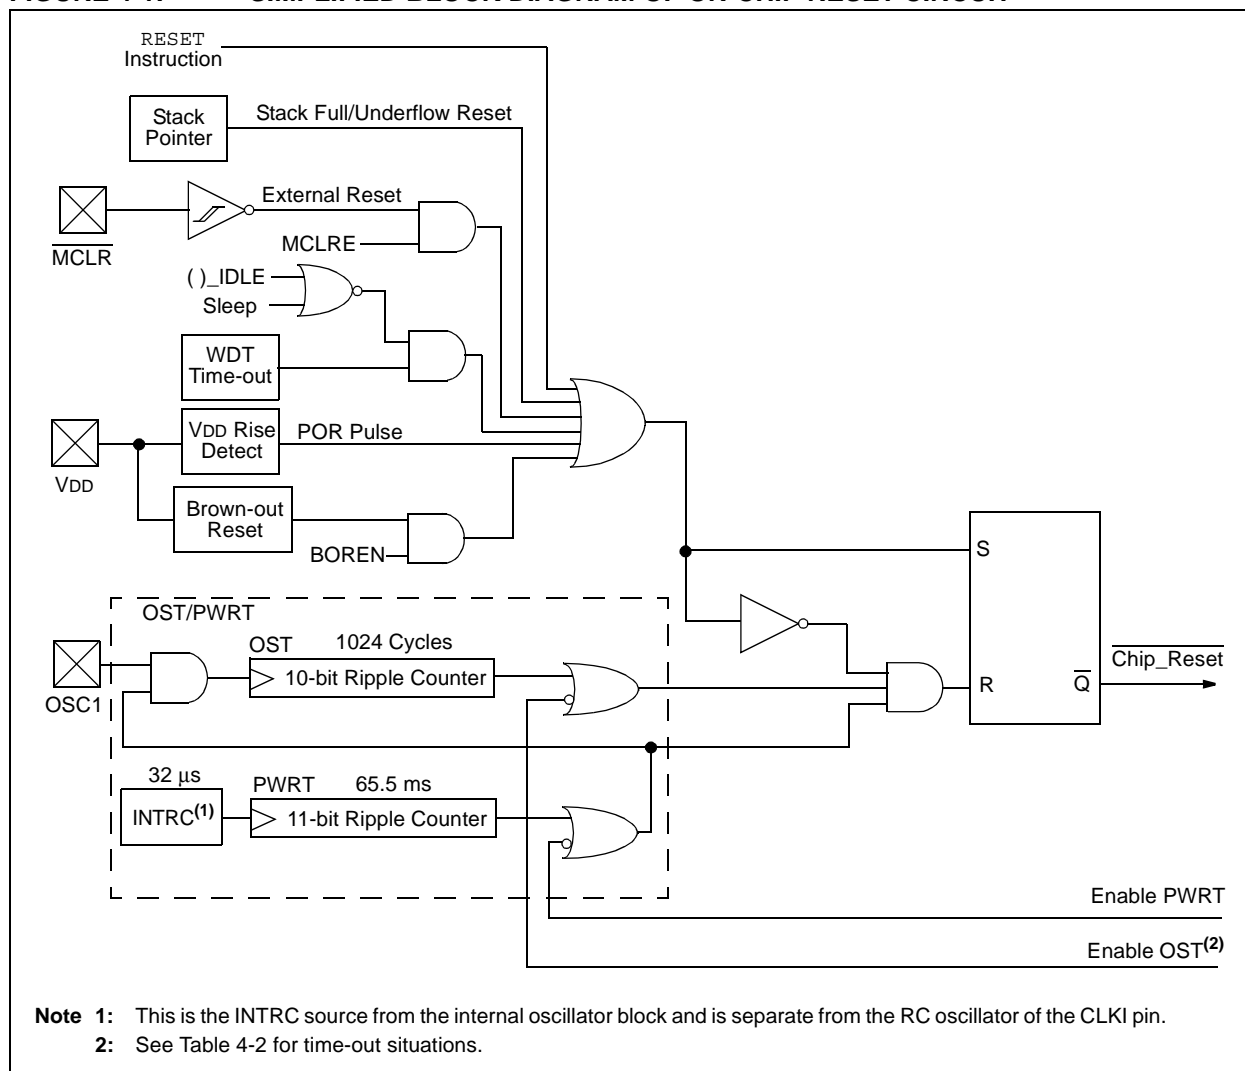 RESET
Instruction
Stack
Pointer
Stack Full/Underflow Reset
External Reset
MCLR
MCLRE
( )_IDLE
Sleep
WDT
Time-out
VDD Rise
Detect
POR Pulse
VDD
Brown-out
Reset
BOREN
S
OST/PWRT
OST
1024 Cycles
10-bit Ripple Counter
OSC1
R
Q
Chip_Reset
32 μs
INTRC(1)
PWRT
65.5 ms
11-bit Ripple Counter
Enable PWRT
Enable OST(2)
Note 1: This is the INTRC source from the internal oscillator block and is separate from the RC oscillator of the CLKI pin.
2: See Table 4-2 for time-out situations.